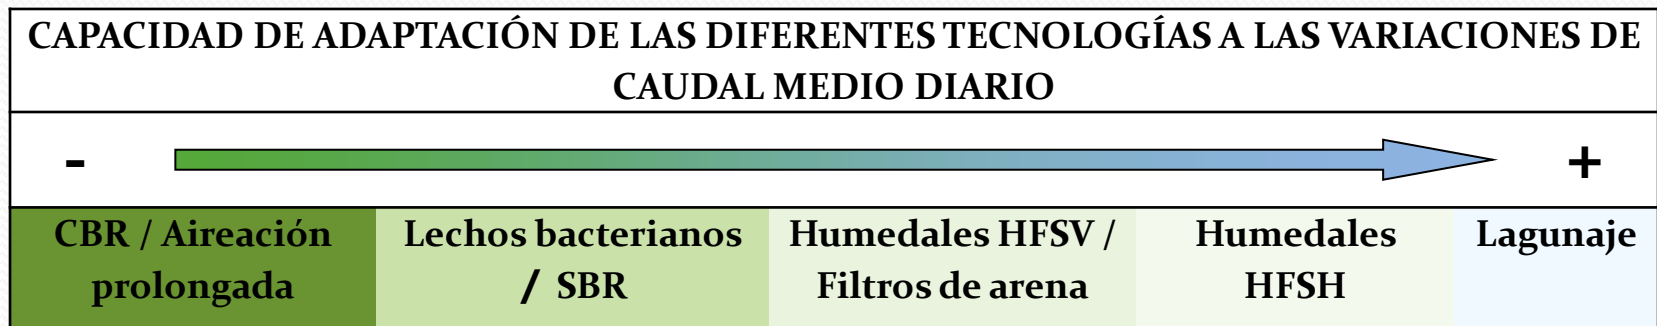 CAPACIDAD DE ADAPTACIÓN DE LAS DIFERENTES TECNOLOGÍAS A LAS VARIACIONES DE
CAUDAL MEDIO DIARIO
- +
CBR / Aireación
prolongada
Lechos bacterianos
/ SBR
Humedales HFSV /
Filtros de arena
Humedales
HFSH
Lagunaje